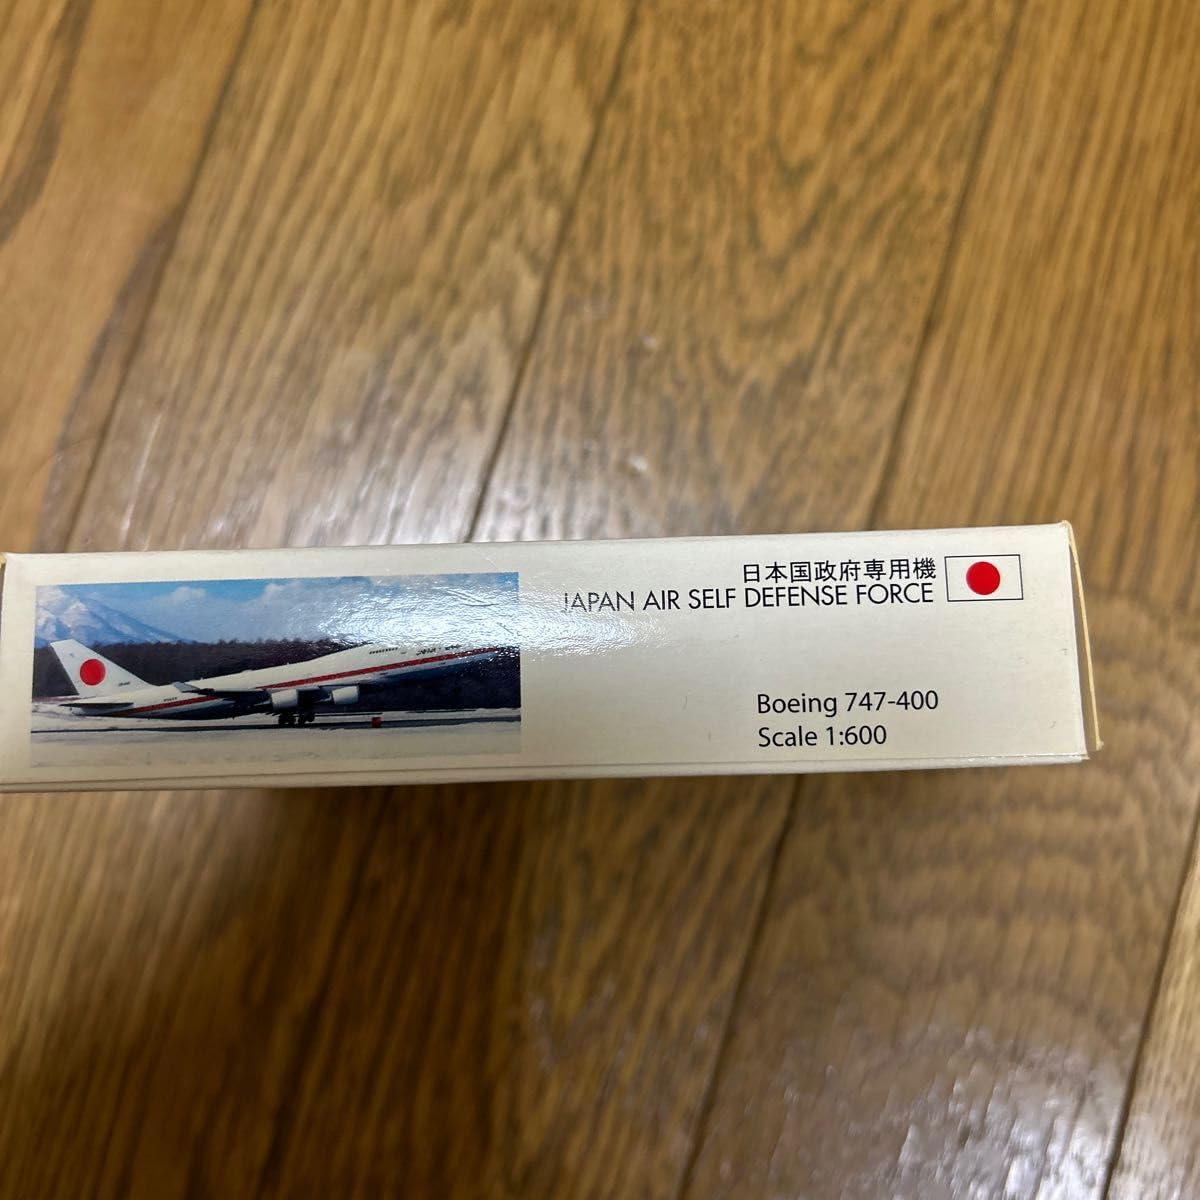 日本国政府専用機
JAPAN AIR SELF DEFENSE FORCE
Boeing 747-400
Scale 1:600